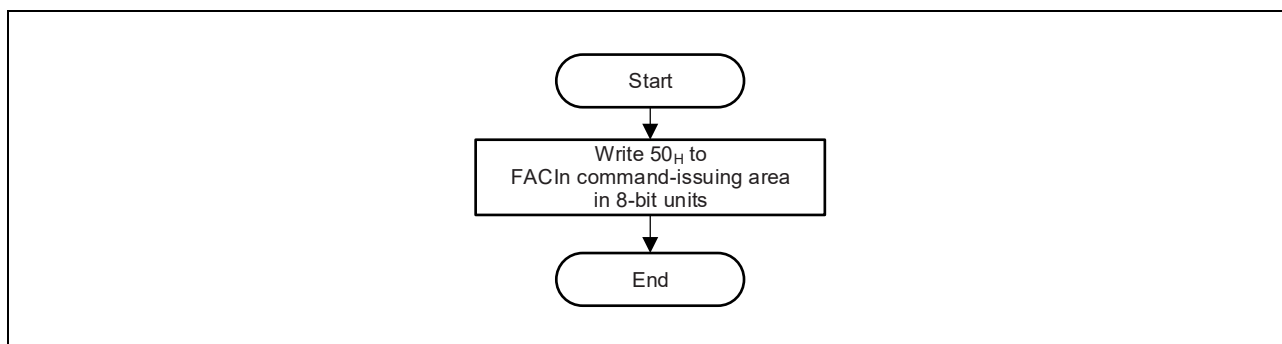 Start
Write 50H to
FACIn command-issuing area
in 8-bit units
End